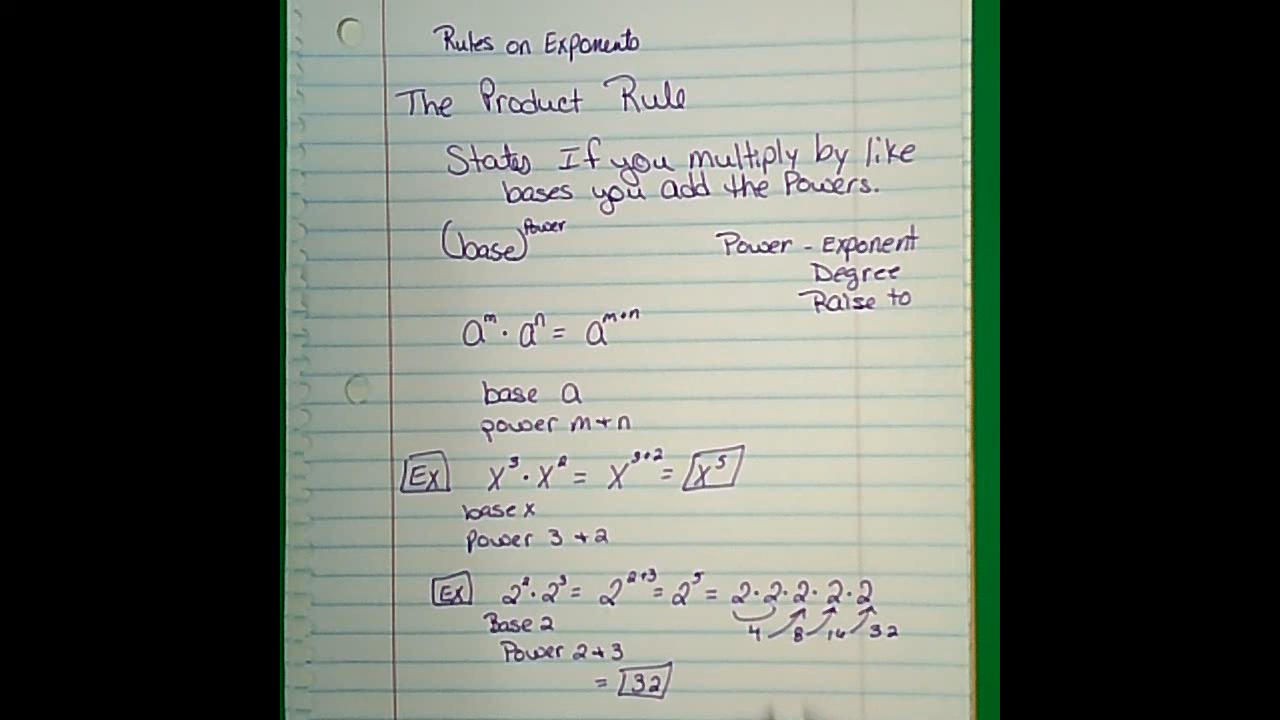 Rules on Exponents
The Product Rule
States If you multiply by like
bases you add the Powers.
(base)^Power
Power - Exponent
Degree
Raise to
a^m · a^n = a^(m+n)
base a
power m+n
Ex x^3 · x^2 = x^(3+2) = x^5
base x
power 3+2
Ex 2^2 · 2^3 = 2^(2+3) = 2^5 = 2·2·2·2·2
4 8 16 32
Base 2
Power 2+3
= 32